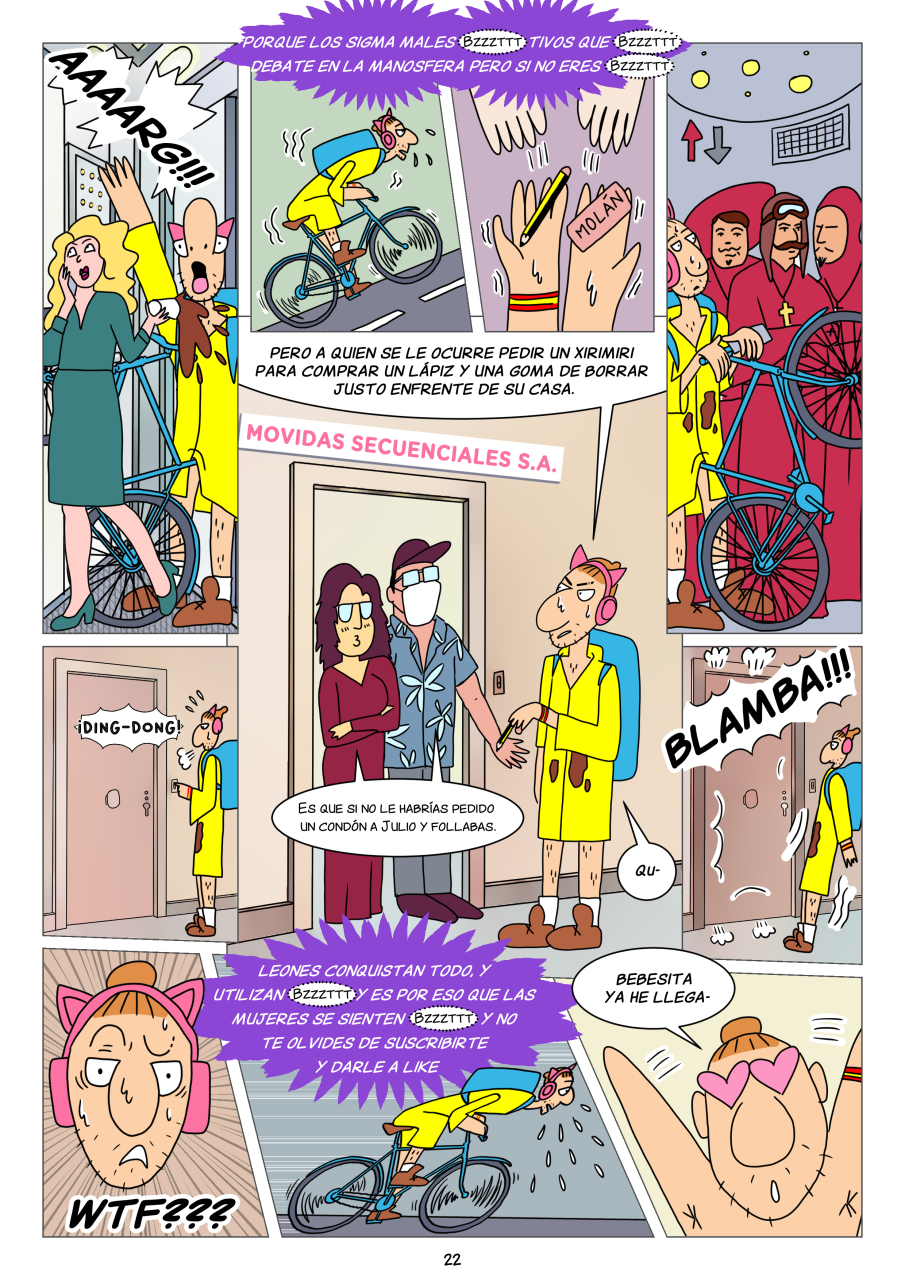 PORQUE LOS SIGMA MALES BZZZTTT TIVOS QUE BZZZTTT
DEBATE EN LA MANOSFERA PERO SI NO ERES BZZZTTT
AAAARG!!!
MOLÁN
PERO A QUIEN SE LE OCURRE PEDIR UN XIRIMIRI
PARA COMPRAR UN LÁPIZ Y UNA GOMA DE BORRAR
JUSTO ENFRENTE DE SU CASA.
MOVIDAS SECUENCIALES S.A.
¡DING-DONG!
ES QUE SI NO LE HABRÍAS PEDIDO
UN CONDÓN A JULIO Y FOLLABAS.
QU-
BLAMBA!!!
WTF???
LEONES CONQUISTAN TODO, Y
UTILIZAN BZZZTTT Y ES POR ESO QUE LAS
MUJERES SE SIENTEN BZZZTTT Y NO
TE OLVIDES DE SUSCRIBIRTE
Y DARLE A LIKE
BEBESITA
YA HE LLEGA-
22